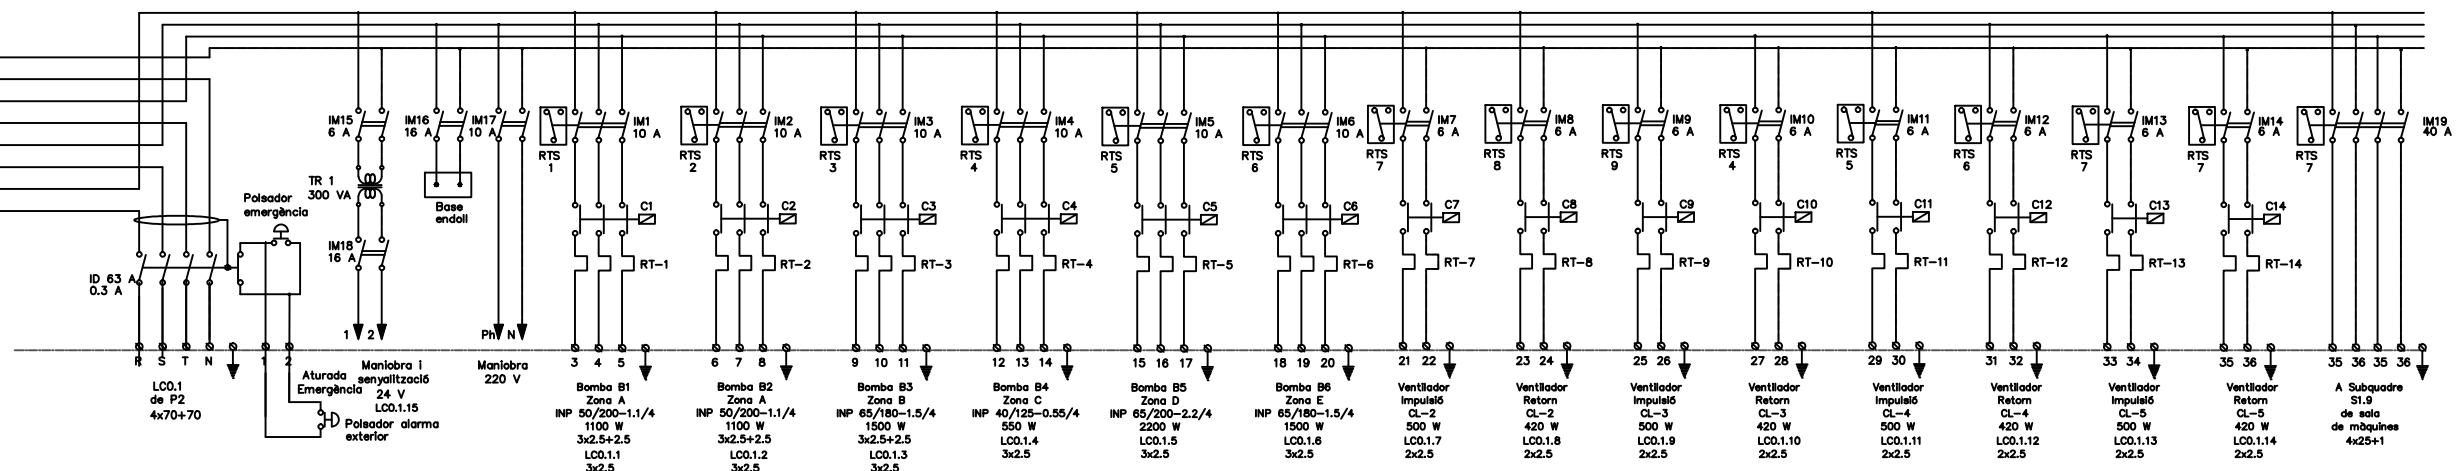 IM15
6 A
IM16
16 A
IM17
10 A
IM1
10 A
IM2
10 A
IM3
10 A
IM4
10 A
IM5
10 A
IM6
10 A
IM7
6 A
IM8
6 A
IM9
6 A
IM10
6 A
IM11
6 A
IM12
6 A
IM13
6 A
IM14
6 A
IM19
40 A
RTS
1
RTS
2
RTS
3
RTS
4
RTS
5
RTS
6
RTS
7
RTS
8
RTS
9
RTS
4
RTS
5
RTS
6
RTS
7
RTS
7
RTS
7
TR 1
300 VA
Polsador
emergència
Base
endoll
C1
C2
C3
C4
C5
C6
C7
C8
C9
C10
C11
C12
C13
C14
IM18
16 A
ID 63 A
0.3 A
RT-1
RT-2
RT-3
RT-4
RT-5
RT-6
RT-7
RT-8
RT-9
RT-10
RT-11
RT-12
RT-13
RT-14
1 2
Ph N
R S T N
1 2
3 4 5
6 7 8
9 10 11
12 13 14
15 16 17
18 19 20
21 22
23 24
25 26
27 28
29 30
31 32
33 34
35 36
35 36 35 36
LC0.1
de P2
4x70+70
Aturada
Emergència
Maniobra i
senyalització
24 V
LC0.1.15
Polsador alarma
exterior
Maniobra
220 V
Bomba B1
Zona A
INP 50/200-1.1/4
1100 W
3x2.5+2.5
LC0.1.1
3x2.5
Bomba B2
Zona A
INP 50/200-1.1/4
1100 W
3x2.5+2.5
LC0.1.2
3x2.5
Bomba B3
Zona B
INP 65/180-1.5/4
1500 W
3x2.5+2.5
LC0.1.3
3x2.5
Bomba B4
Zona C
INP 40/125-0.55/4
550 W
LC0.1.4
3x2.5
Bomba B5
Zona D
INP 65/200-2.2/4
2200 W
LC0.1.5
3x2.5
Bomba B6
Zona E
INP 65/180-1.5/4
1500 W
LC0.1.6
3x2.5
Ventilador
Impulsió
CL-2
500 W
LC0.1.7
2x2.5
Ventilador
Retorn
CL-2
420 W
LC0.1.8
2x2.5
Ventilador
Impulsió
CL-3
500 W
LC0.1.9
2x2.5
Ventilador
Retorn
CL-3
420 W
LC0.1.10
2x2.5
Ventilador
Impulsió
CL-4
500 W
LC0.1.11
2x2.5
Ventilador
Retorn
CL-4
420 W
LC0.1.12
2x2.5
Ventilador
Impulsió
CL-5
500 W
LC0.1.13
2x2.5
Ventilador
Retorn
CL-5
420 W
LC0.1.14
2x2.5
A Subquadre
S1.9
de sala
de màquines
4x25+1